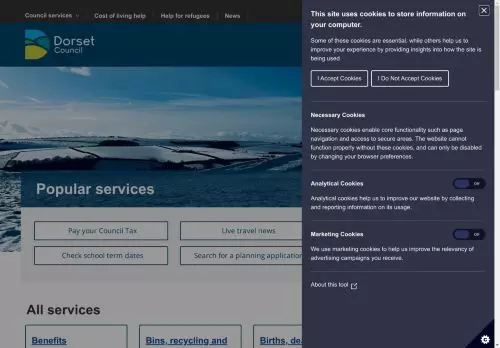 Council services
Cost of living help
Help for refugees
News
Dorset
Council
Popular services
Pay your Council Tax
Live travel news
Check school term dates
Search for a planning application
All services
Benefits
Bins, recycling and
Births, de
This site uses cookies to store information on
your computer.
Some of these cookies are essential, while others help us to
improve your experience by providing insights into how the site is
being used
I Accept Cookies
I Do Not Accept Cookies
Necessary Cookies
Necessary cookies enable core functionality such as page
navigation and access to secure areas. The website cannot
function properly without these cookies, and can only be disabled
by changing your browser preferences.
Analytical Cookies
Off
Analytical cookies help us to improve our website by collecting
and reporting information on its usage.
Marketing Cookies
Off
We use marketing cookies to help us improve the relevancy of
advertising campaigns you receive.
About this tool